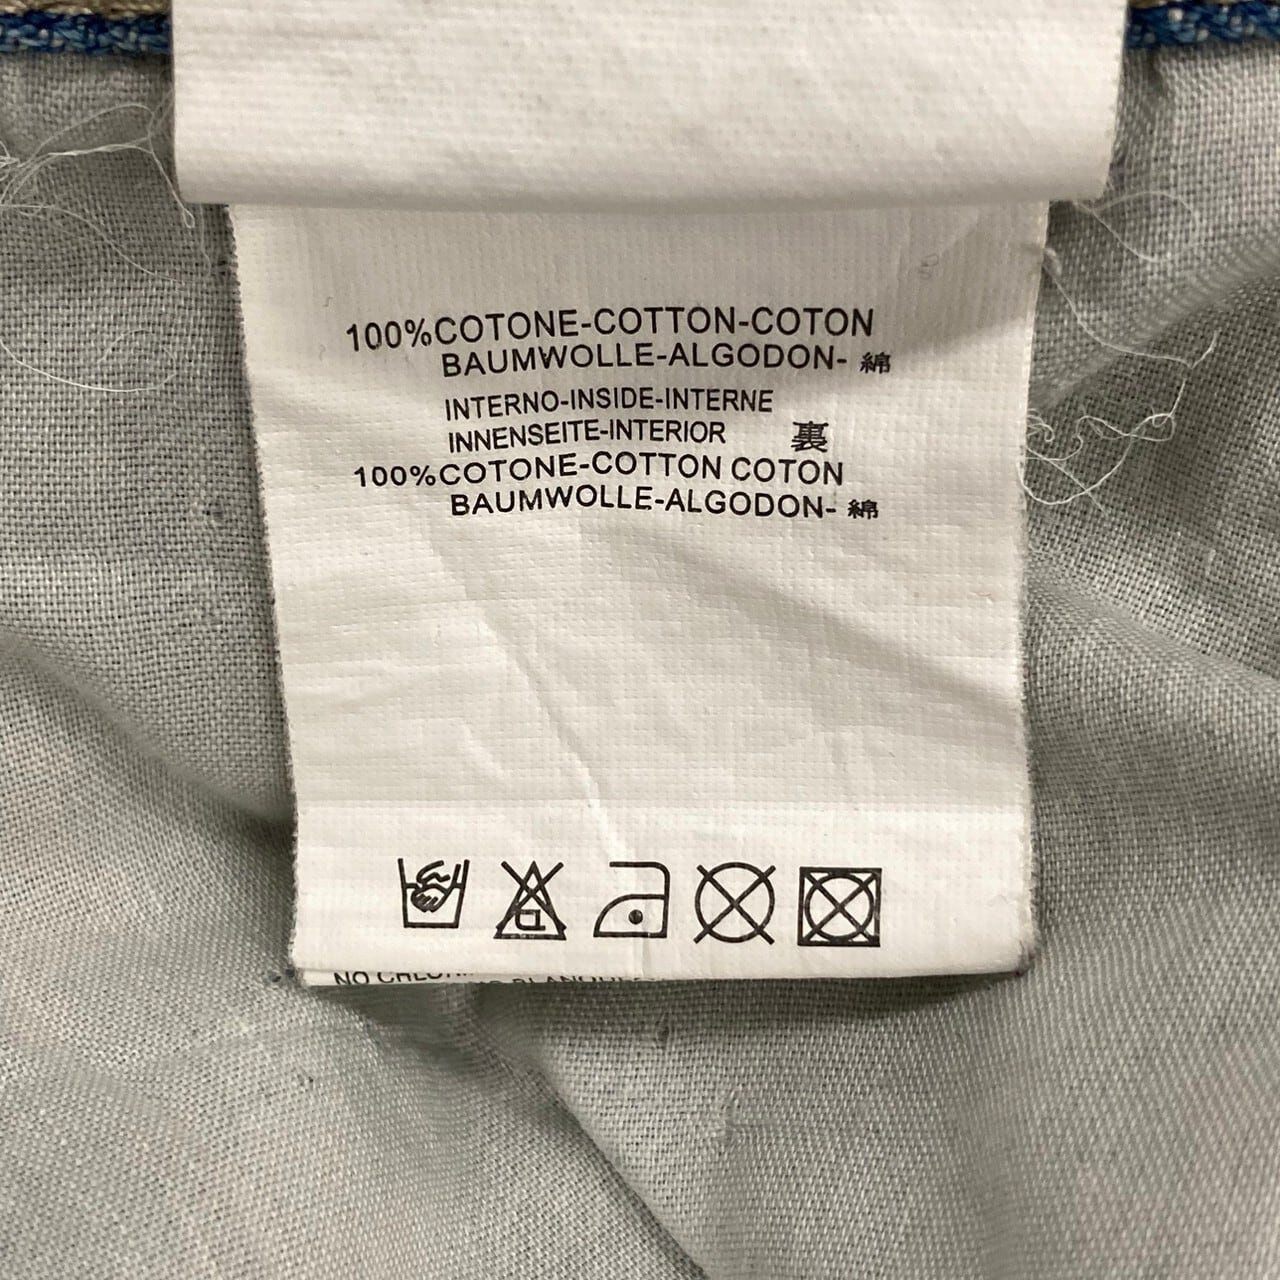 100%COTONE-COTTON-COTON
BAUMWOLLE-ALGODON- 綿
INTERNO-INSIDE-INTERNE
INNENSEITE-INTERIOR 裏
100%COTONE-COTTON COTON
BAUMWOLLE-ALGODON- 綿
NO